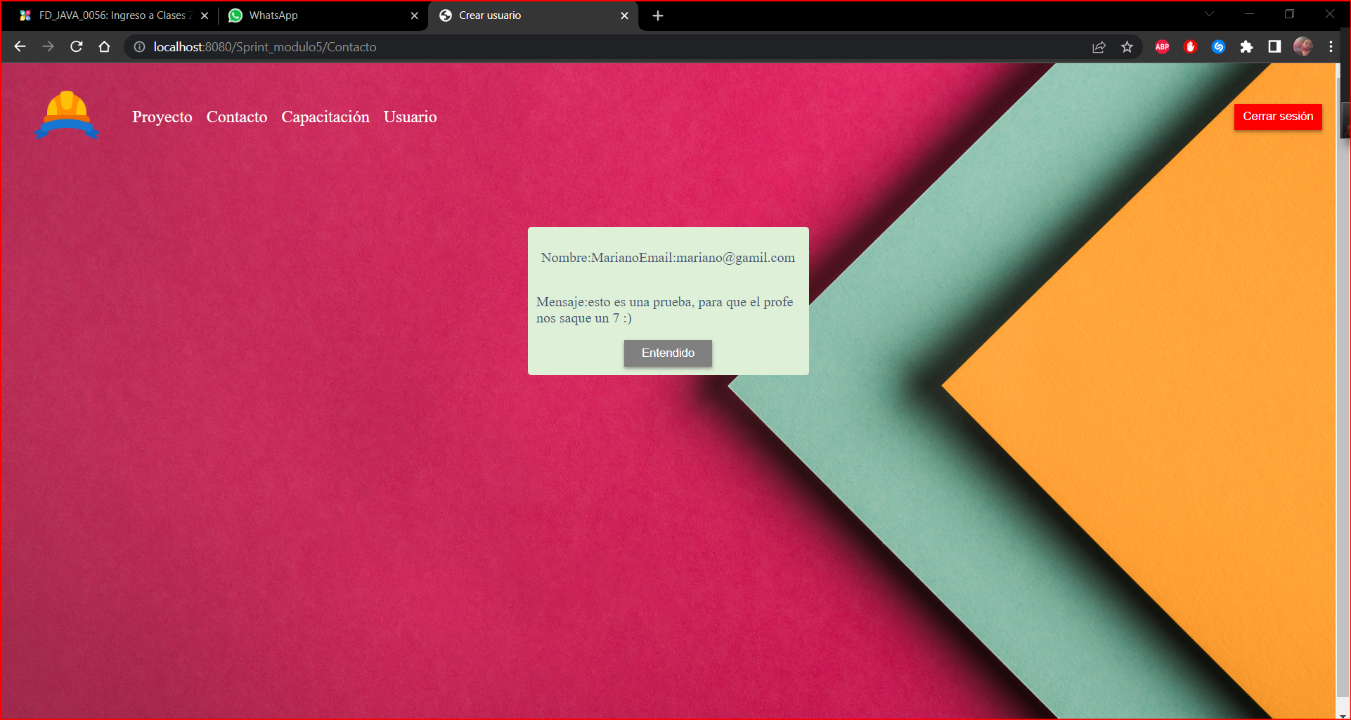 FD_JAVA_0056: Ingreso a Clases
WhatsApp
Crear usuario
localhost:8080/Sprint_modulo5/Contacto
ABP
Proyecto Contacto Capacitación Usuario
Cerrar sesión
Nombre:MarianoEmail:mariano@gamil.com
Mensaje:esto es una prueba, para que el profe
nos saque un 7 :)
Entendido